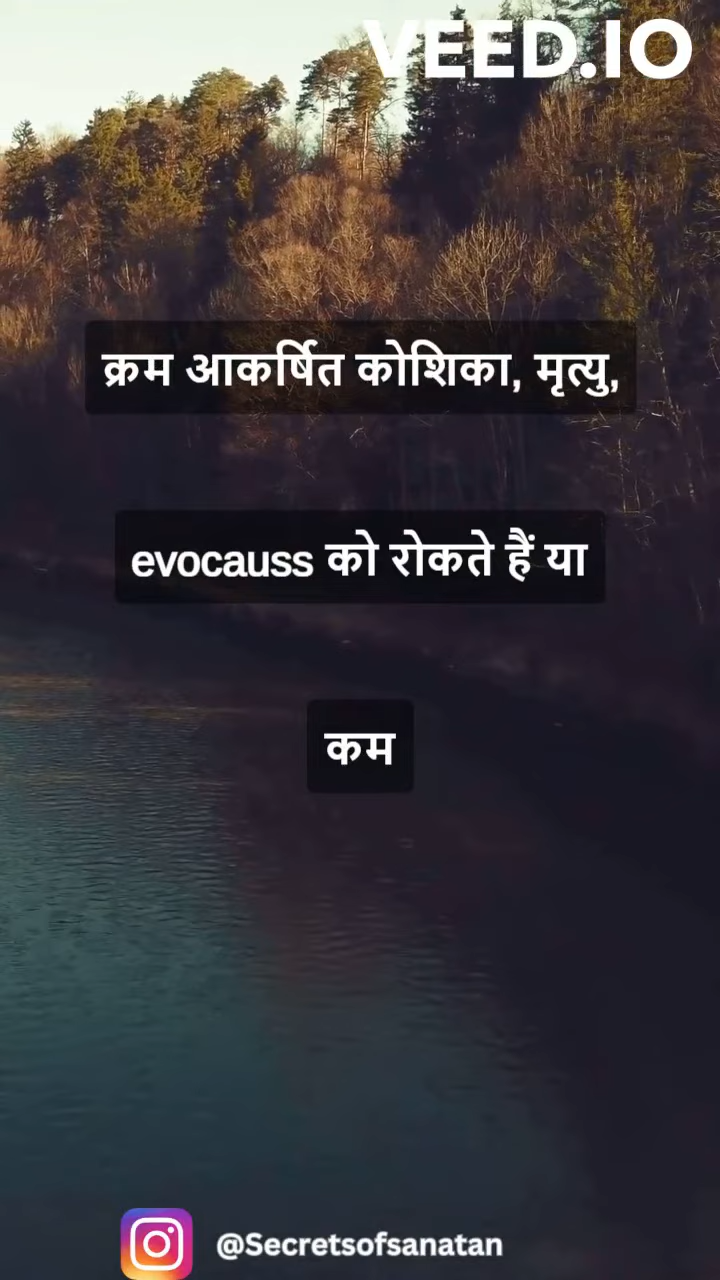 VEED.IO
क्रम आकर्षित कोशिका, मृत्यु,
evocauss को रोकते हैं या
कम
@Secretsofsanatan